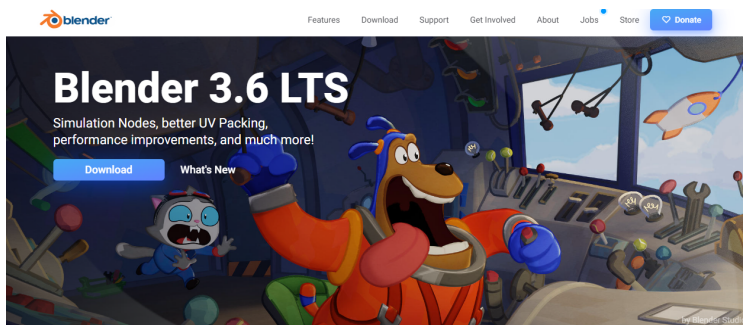 blender
Features Download Support Get Involved About Jobs Store Donate
Blender 3.6 LTS
Simulation Nodes, better UV Packing,
performance improvements, and much more!
Download What's New
by Blender Studio